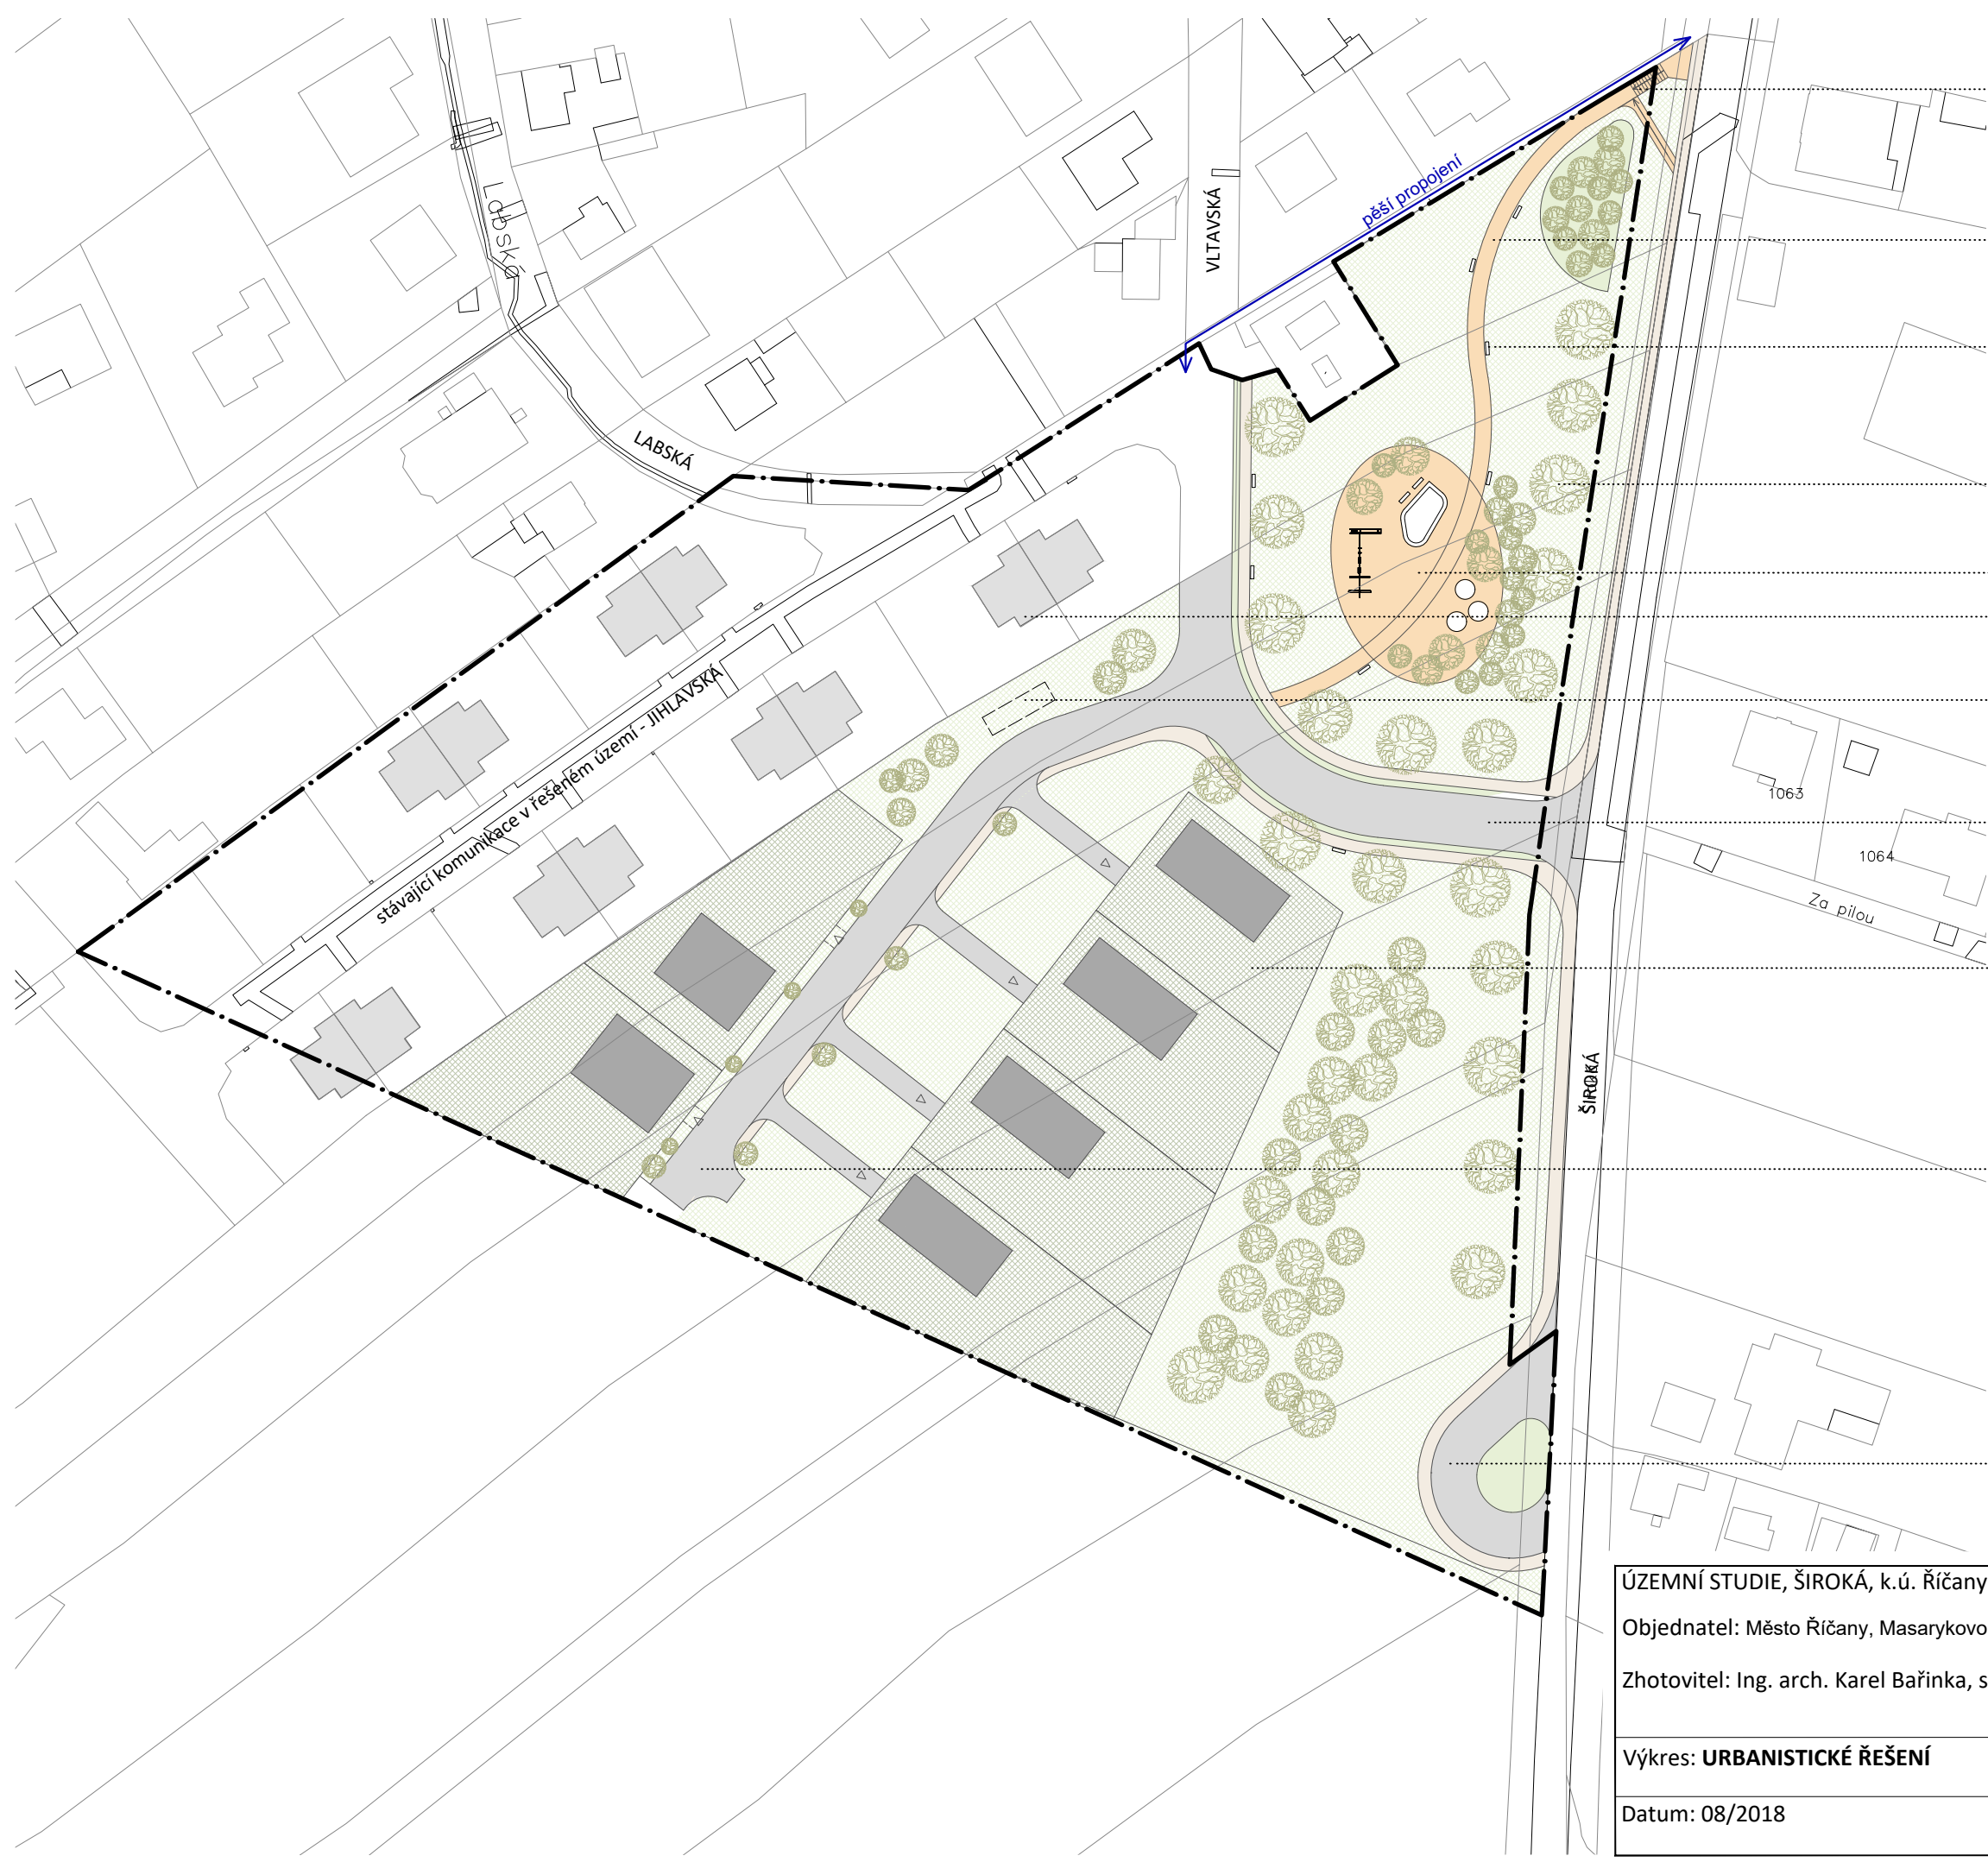 Labská
VLTAVSKÁ
pěší propojení
LABSKÁ
stávající komunikace v řešeném území - JIHLAVSKÁ
1063
1064
Za pilou
ŠIROKÁ
ÚZEMNÍ STUDIE, ŠIROKÁ, k.ú. Říčany
Objednatel: Město Říčany, Masarykovo
Zhotovitel: Ing. arch. Karel Bařinka, s
Výkres: URBANISTICKÉ ŘEŠENÍ
Datum: 08/2018